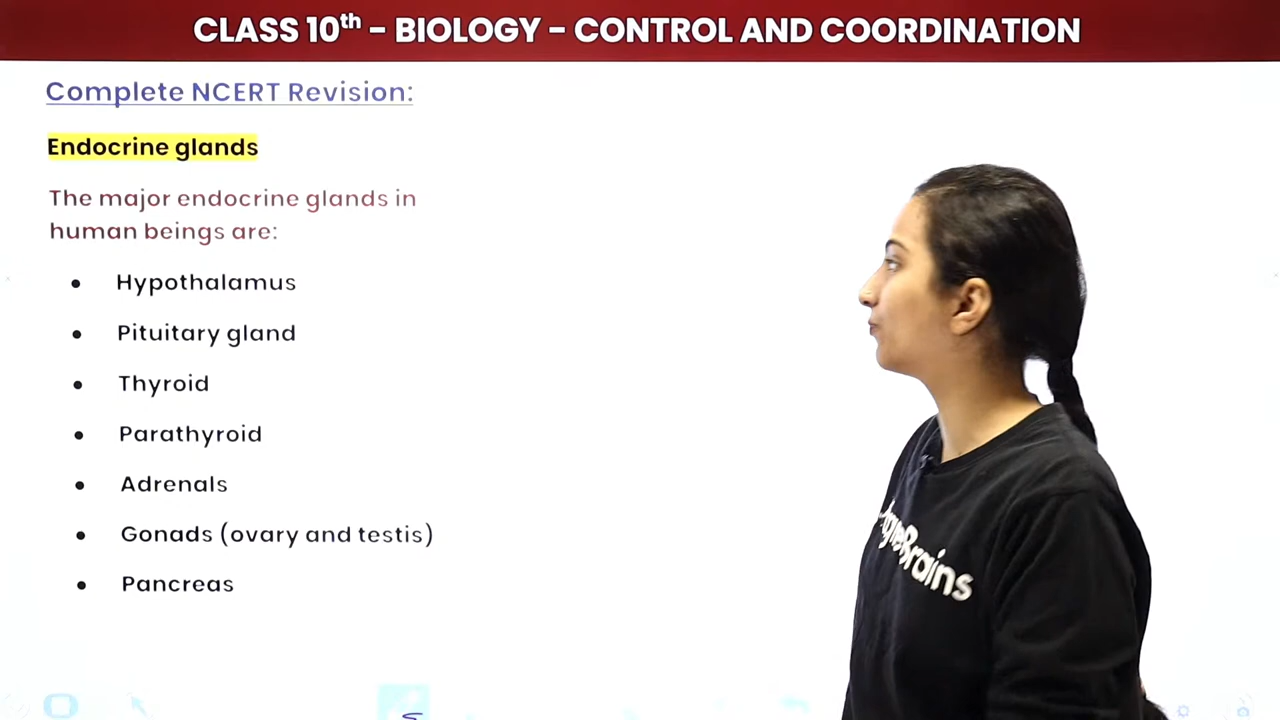 CLASS 10th - BIOLOGY - CONTROL AND COORDINATION
Complete NCERT Revision:
Endocrine glands
The major endocrine glands in
human beings are:
• Hypothalamus
• Pituitary gland
• Thyroid
• Parathyroid
• Adrenals
• Gonads (ovary and testis)
• Pancreas